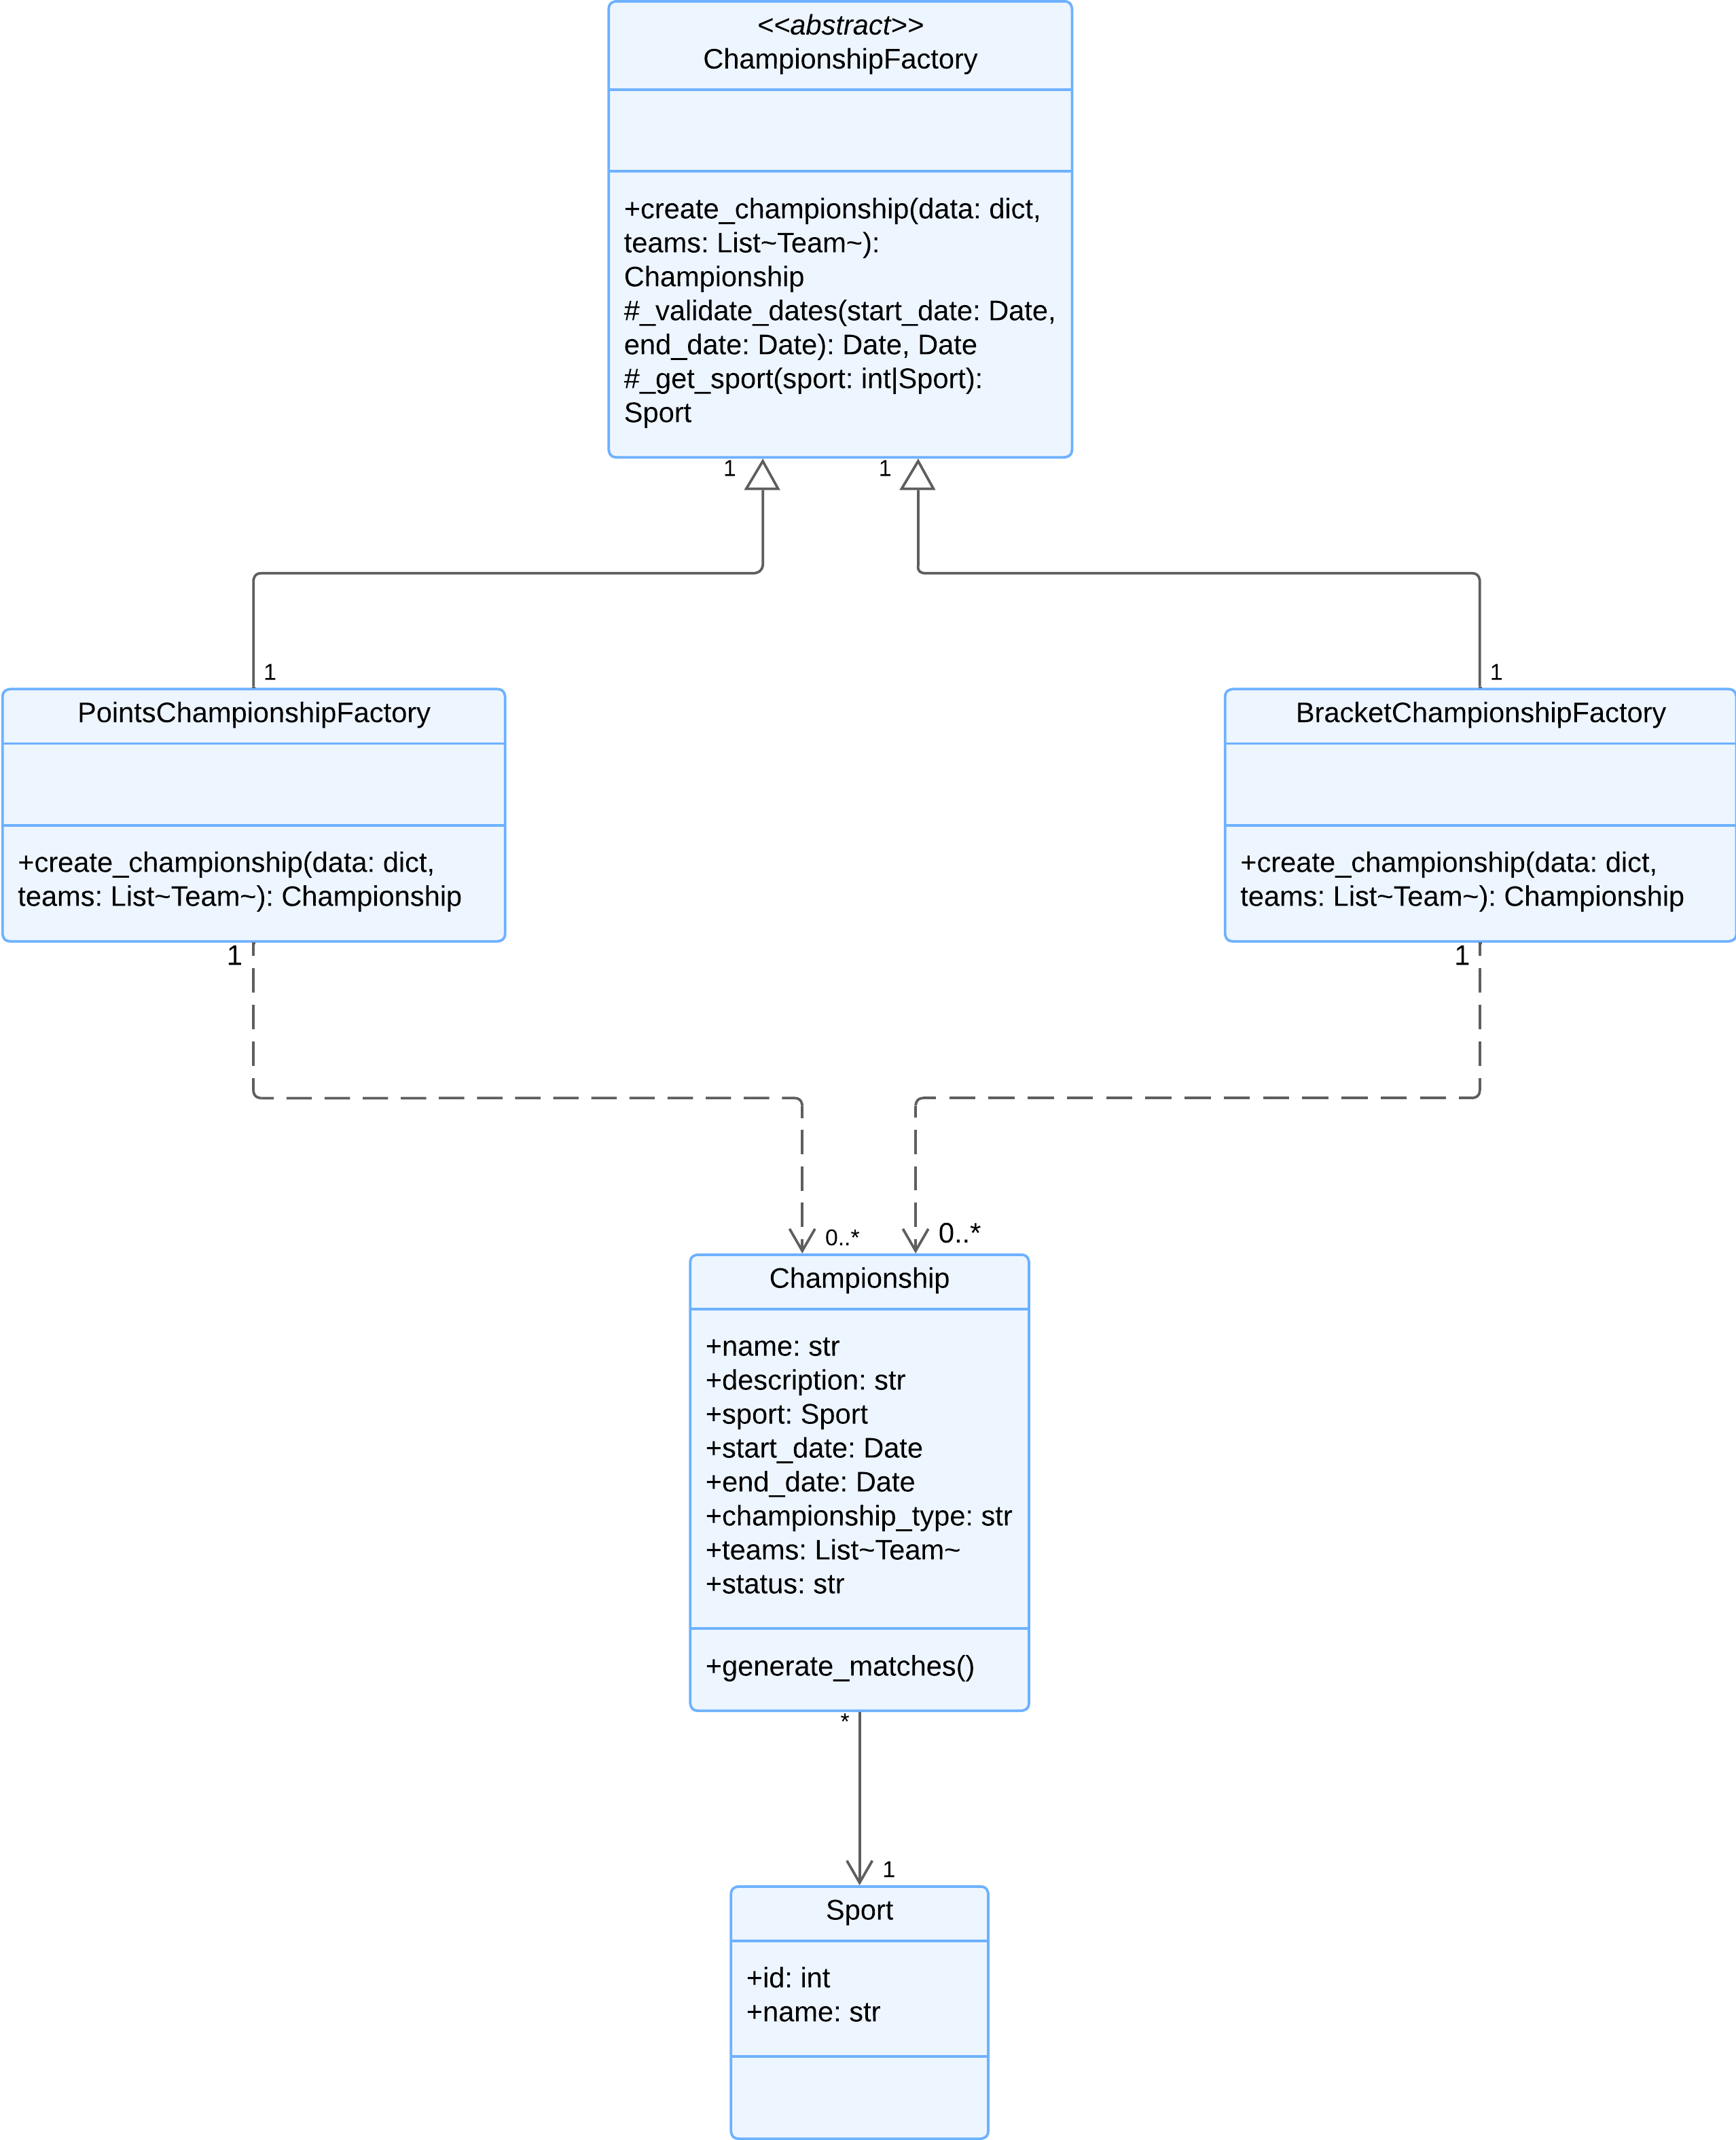 <<abstract>>
ChampionshipFactory
+create_championship(data: dict,
teams: List~Team~):
Championship
#_validate_dates(start_date: Date,
end_date: Date): Date, Date
#_get_sport(sport: int|Sport):
Sport
1
1
1
1
PointsChampionshipFactory
+create_championship(data: dict,
teams: List~Team~): Championship
BracketChampionshipFactory
+create_championship(data: dict,
teams: List~Team~): Championship
1
1
0..*
0..*
Championship
+name: str
+description: str
+sport: Sport
+start_date: Date
+end_date: Date
+championship_type: str
+teams: List~Team~
+status: str
+generate_matches()
*
1
Sport
+id: int
+name: str